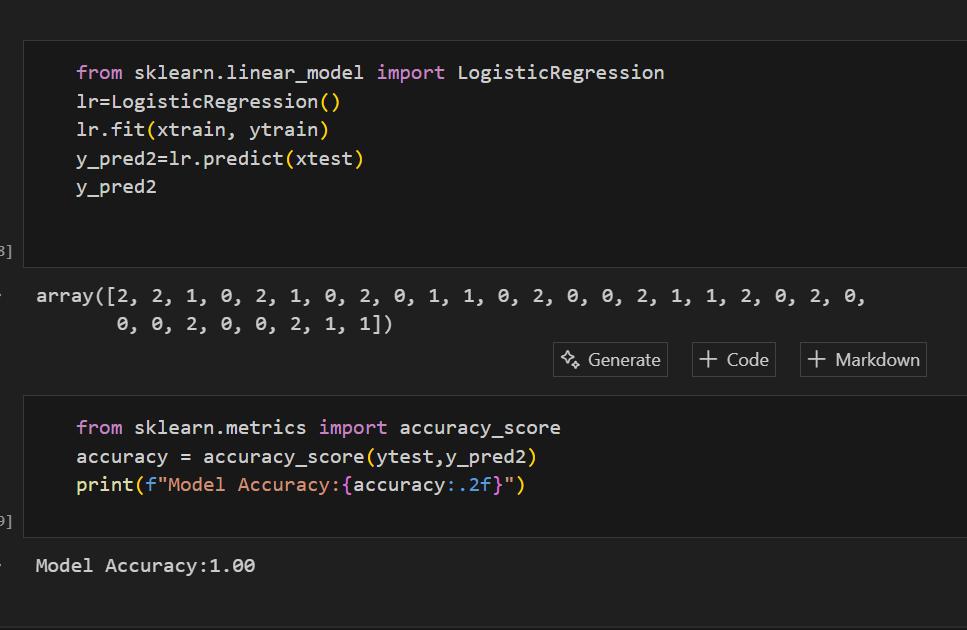 from sklearn.linear_model import LogisticRegression
lr=LogisticRegression()
lr.fit(xtrain, ytrain)
y_pred2=lr.predict(xtest)
y_pred2
8]
array([2, 2, 1, 0, 2, 1, 0, 2, 0, 1, 1, 0, 2, 0, 0, 2, 1, 1, 2, 0, 2, 0,
       0, 0, 2, 0, 0, 2, 1, 1])
Generate + Code + Markdown
from sklearn.metrics import accuracy_score
accuracy = accuracy_score(ytest,y_pred2)
print(f"Model Accuracy:{accuracy:.2f}")
9]
Model Accuracy:1.00